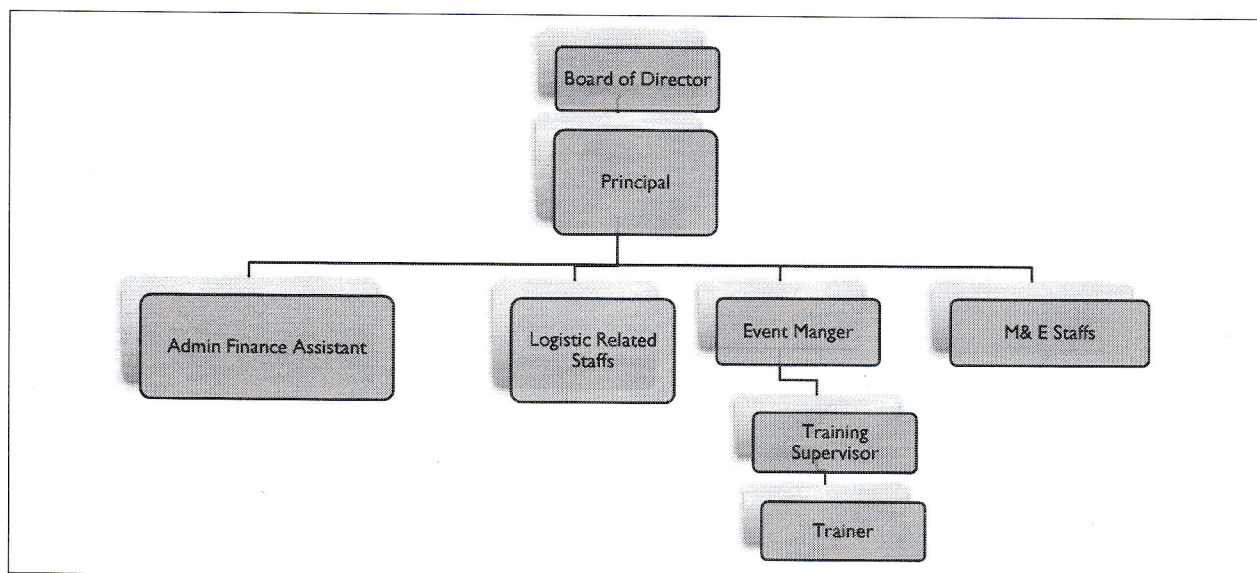 Board of Director
Principal
Admin Finance Assistant
Logistic Related
Staffs
Event Manger
M& E Staffs
Training
Supervisor
Trainer